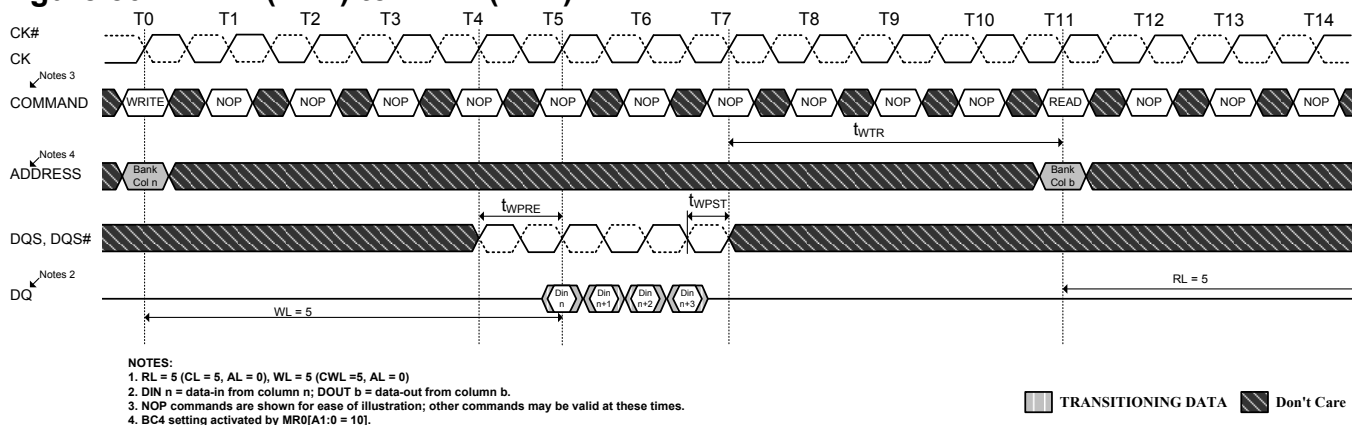 T0 T1 T2 T3 T4 T5 T6 T7 T8 T9 T10 T11 T12 T13 T14
CK#
CK
Notes 3
COMMAND WRITE NOP NOP NOP NOP NOP NOP NOP NOP NOP NOP READ NOP NOP NOP
tWTR
Notes 4
ADDRESS
Bank
Col n
Bank
Col b
tWPRE tWPST
DQS, DQS#
Notes 2
DQ
Din
n
Din
n+1
Din
n+2
Din
n+3
RL = 5
WL = 5
NOTES:
1. RL = 5 (CL = 5, AL = 0), WL = 5 (CWL =5, AL = 0)
2. DIN n = data-in from column n; DOUT b = data-out from column b.
3. NOP commands are shown for ease of illustration; other commands may be valid at these times.
4. BC4 setting activated by MR0[A1:0 = 10].
TRANSITIONING DATA Don't Care